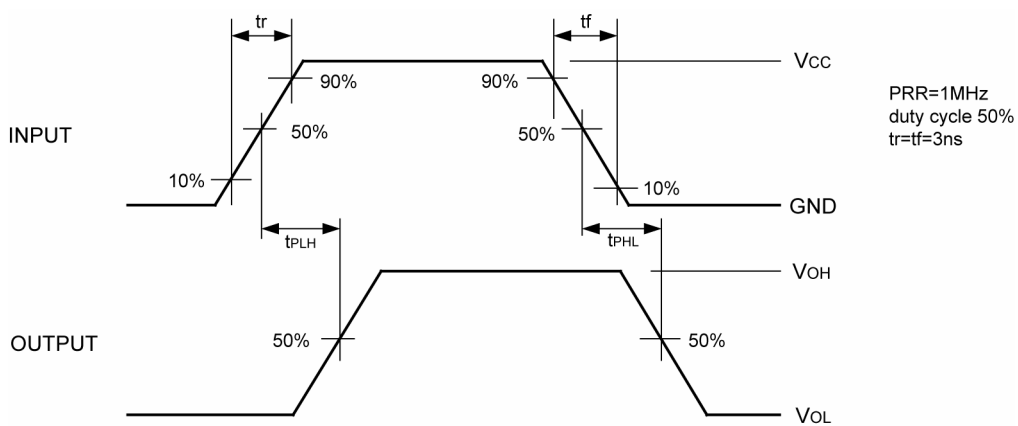 tr
tf
VCC
90%
90%
PRR=1MHz
duty cycle 50%
tr=tf=3ns
INPUT
50%
50%
10%
10%
GND
tPLH
tPHL
VOH
OUTPUT
50%
50%
VOL